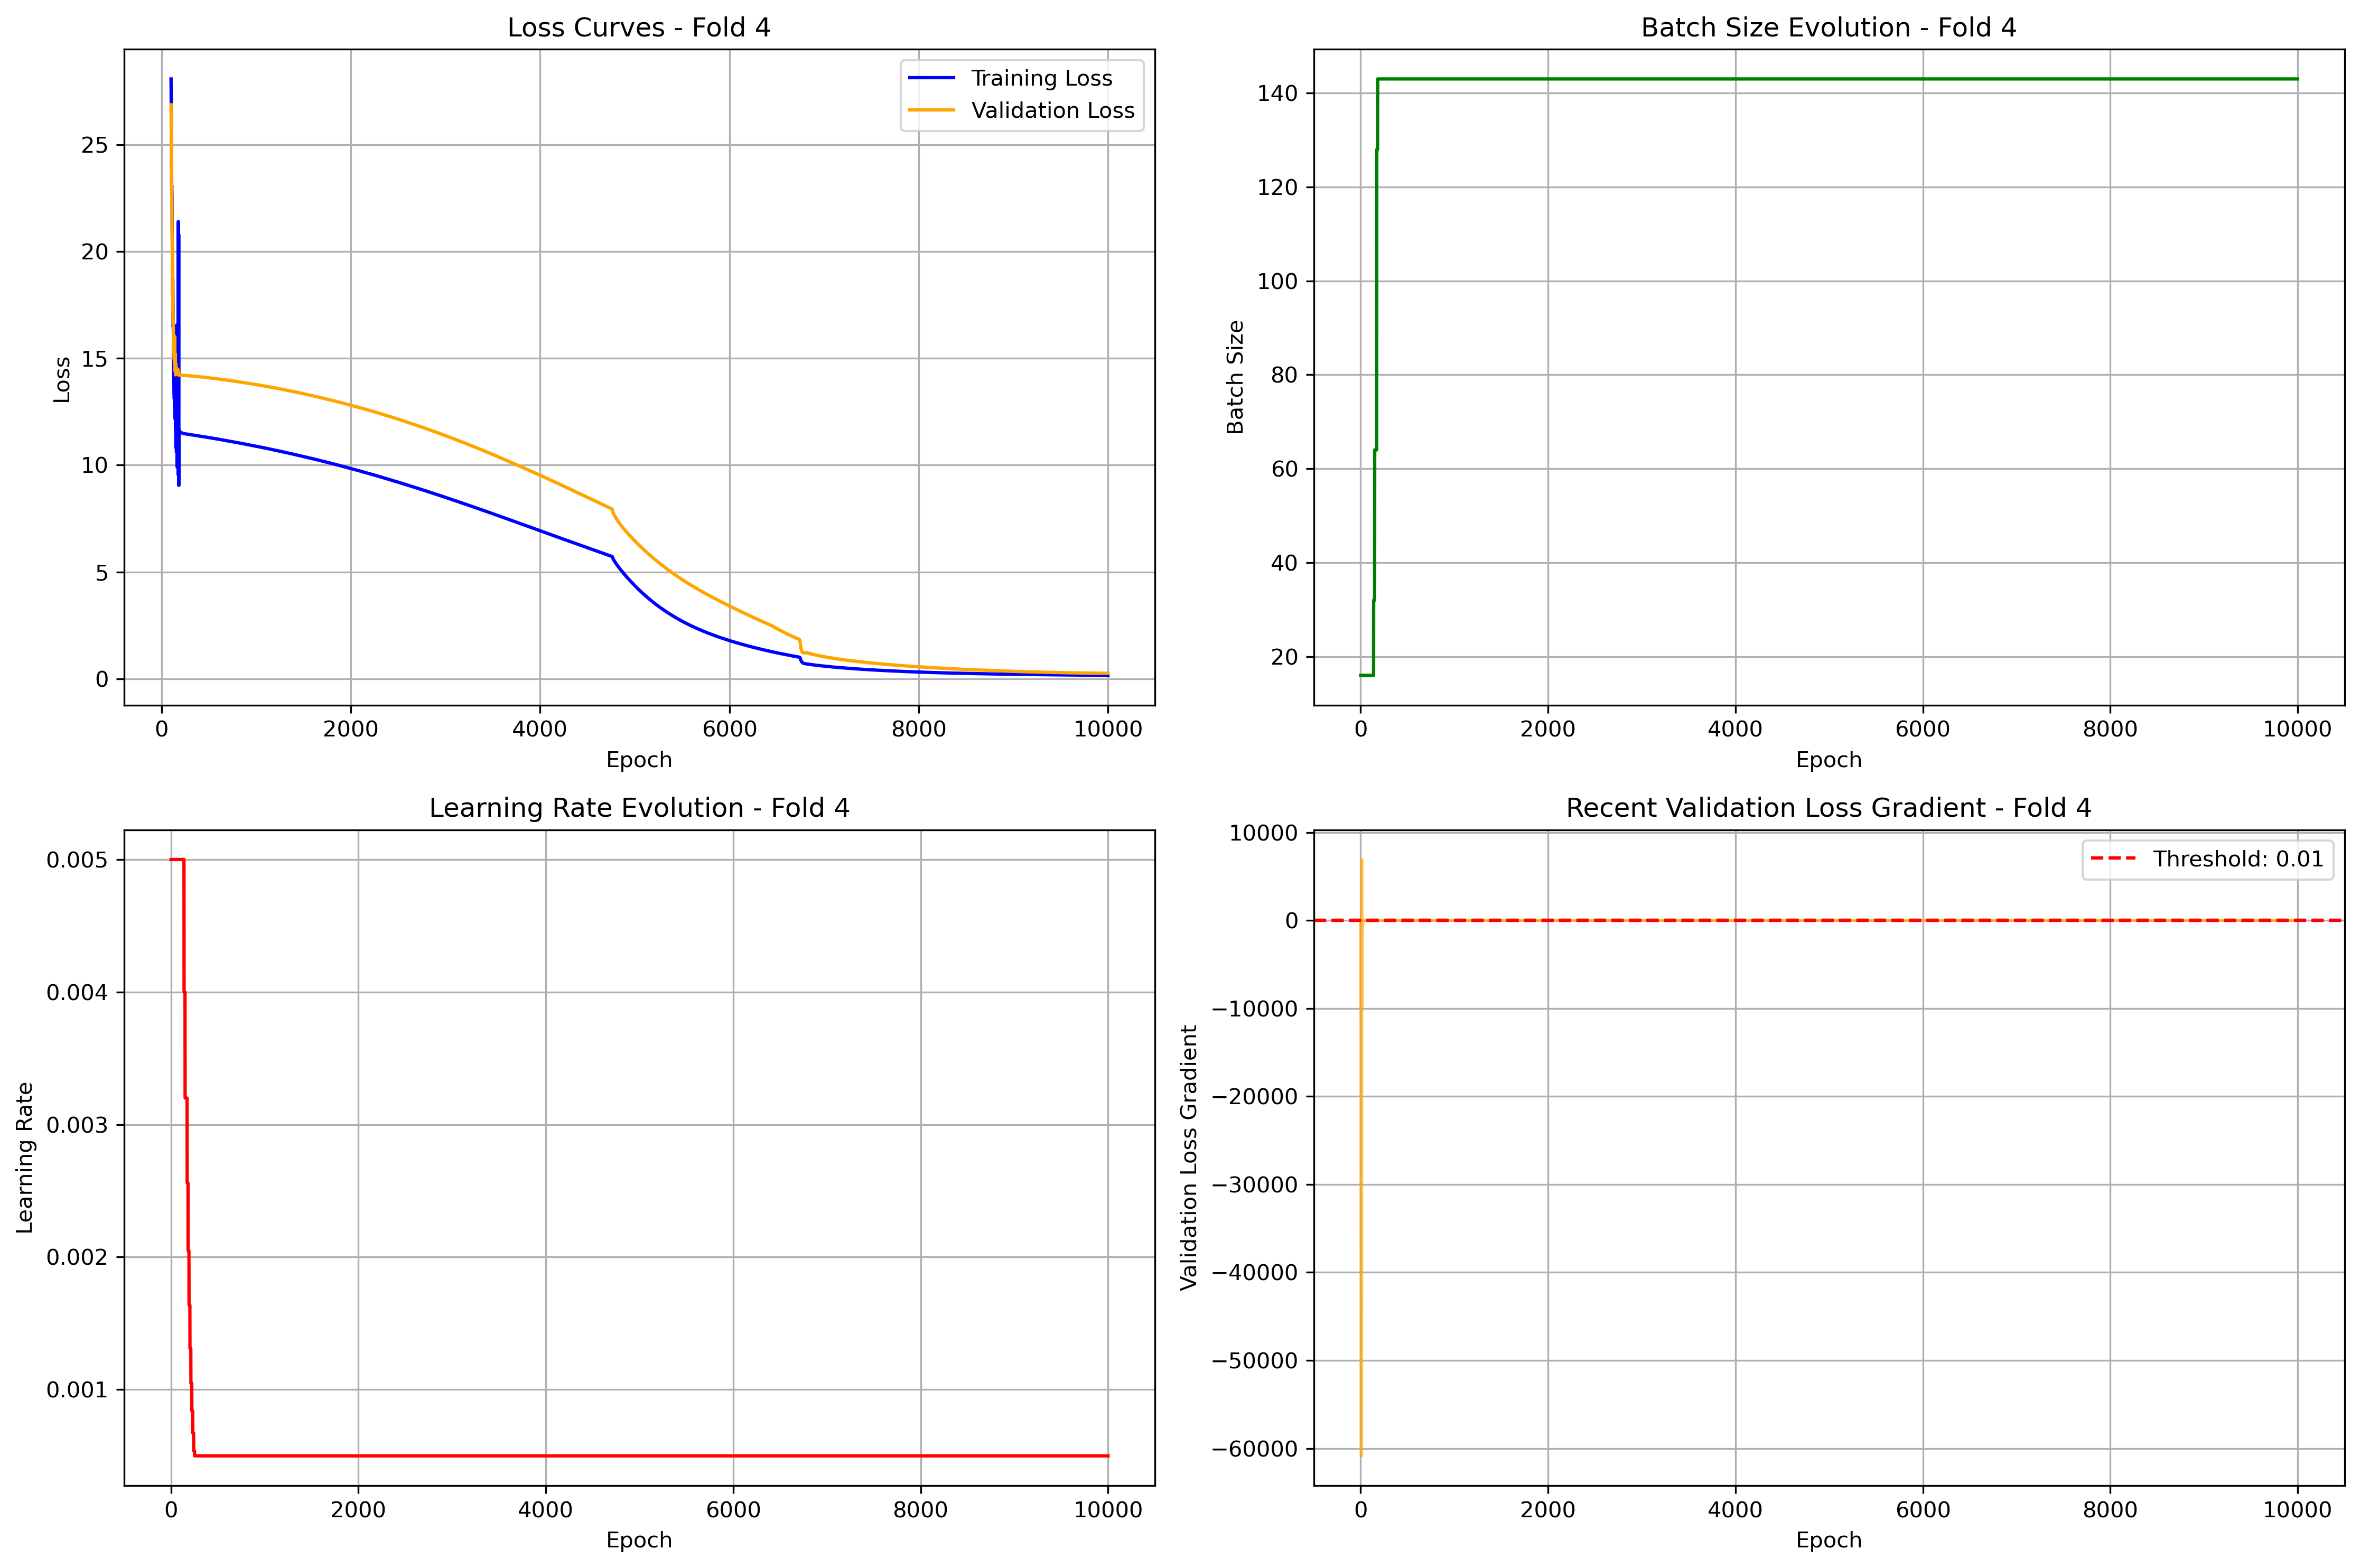 Loss Curves - Fold 4
Training Loss
Validation Loss
25
20
15
10
5
0
Loss
0 2000 4000 6000 8000 10000
Epoch
Batch Size Evolution - Fold 4
140
120
100
80
60
40
20
Batch Size
0 2000 4000 6000 8000 10000
Epoch
Learning Rate Evolution - Fold 4
0.005
0.004
0.003
0.002
0.001
Learning Rate
0 2000 4000 6000 8000 10000
Epoch
Recent Validation Loss Gradient - Fold 4
Threshold: 0.01
10000
0
−10000
−20000
−30000
−40000
−50000
−60000
Validation Loss Gradient
0 2000 4000 6000 8000 10000
Epoch